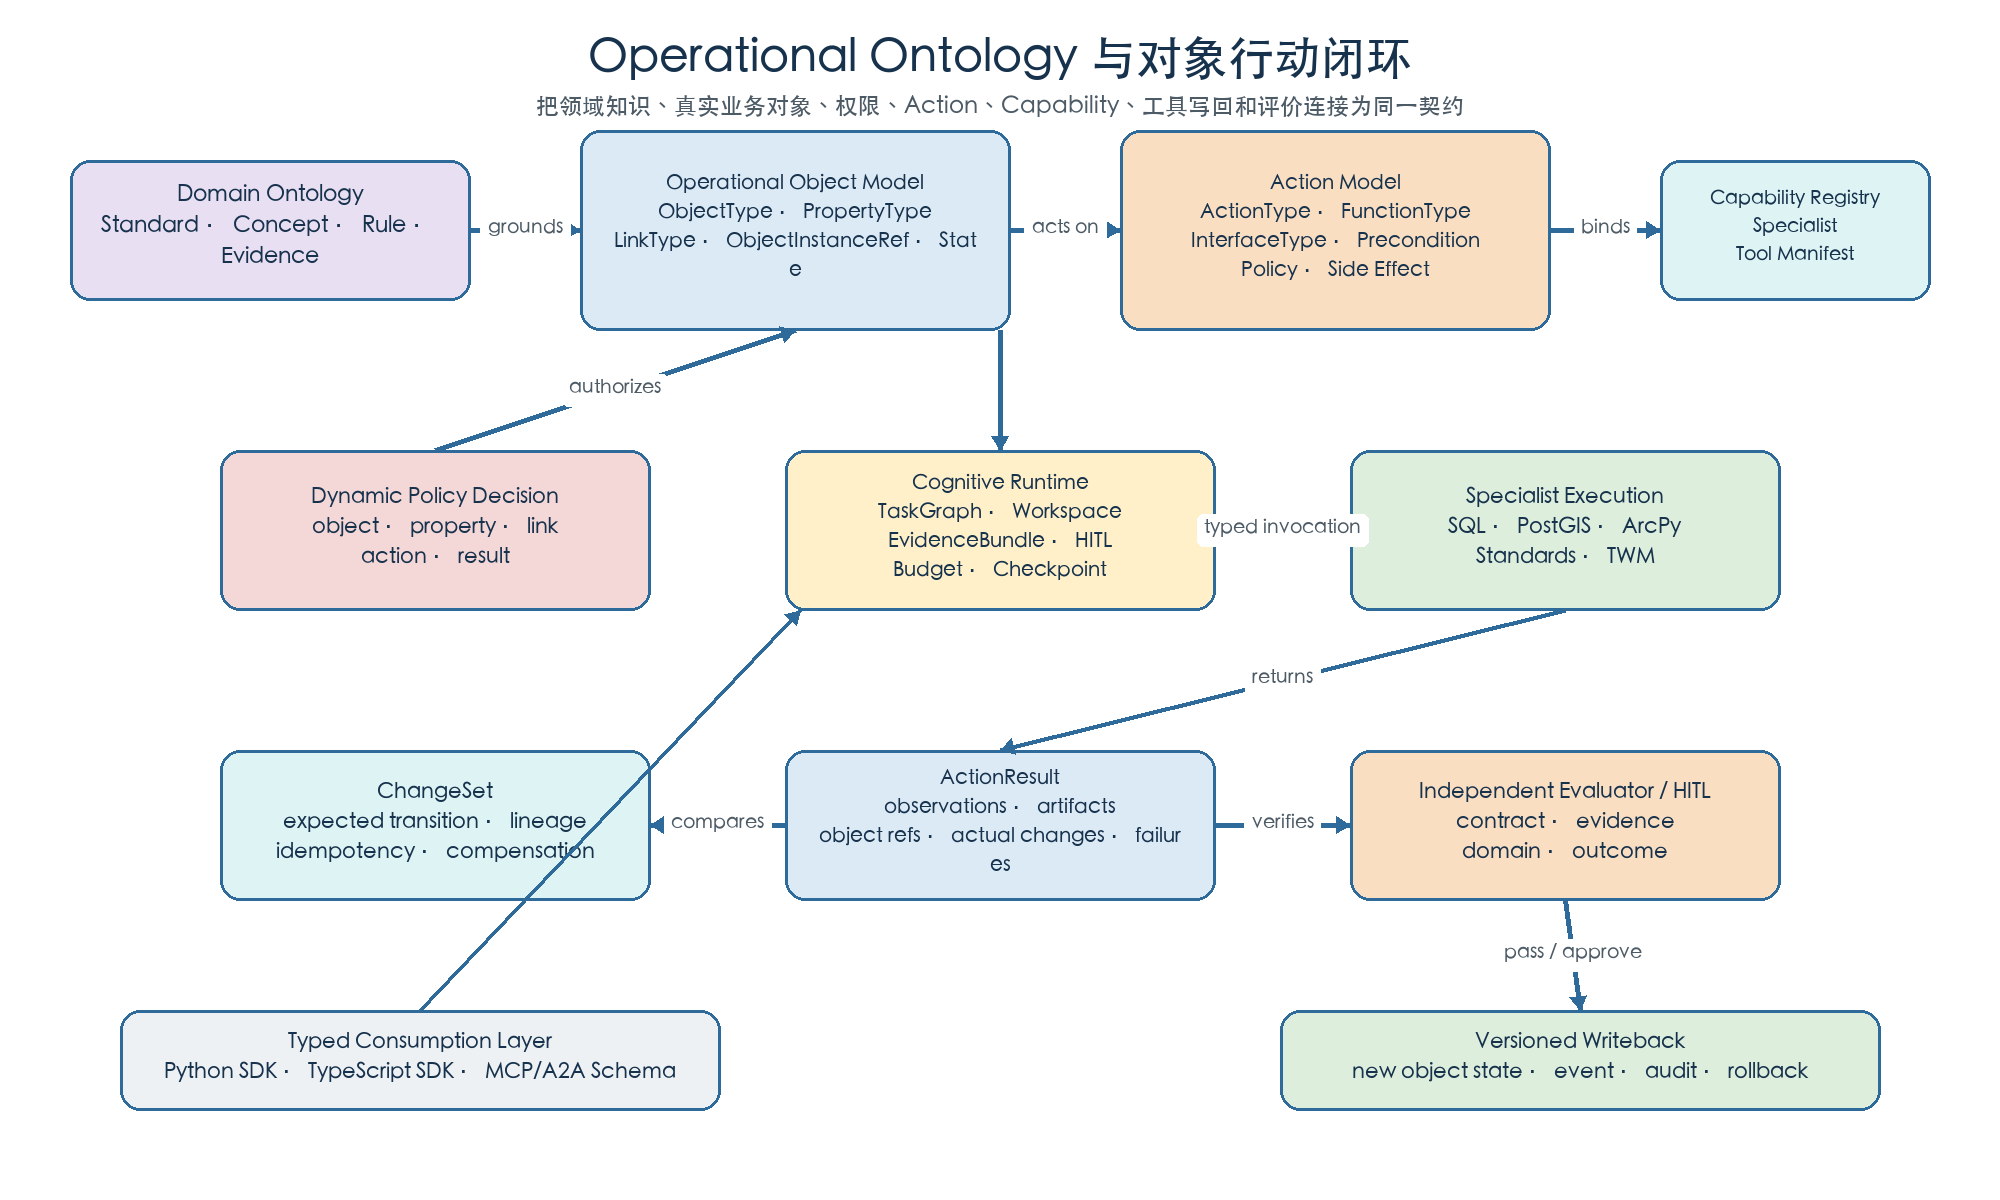 Operational Ontology 与对象行动闭环
把领域知识、真实业务对象、权限、Action、Capability、工具写回和评价连接为同一契约
Domain Ontology
Standard · Concept · Rule ·
Evidence
grounds
Operational Object Model
ObjectType · PropertyType
LinkType · ObjectInstanceRef · Stat
e
acts on
Action Model
ActionType · FunctionType
InterfaceType · Precondition
Policy · Side Effect
binds
Capability Registry
Specialist
Tool Manifest
authorizes
Dynamic Policy Decision
object · property · link
action · result
Cognitive Runtime
TaskGraph · Workspace
EvidenceBundle · HITL
Budget · Checkpoint
typed invocation
Specialist Execution
SQL · PostGIS · ArcPy
Standards · TWM
returns
ChangeSet
expected transition · lineage
idempotency · compensation
compares
ActionResult
observations · artifacts
object refs · actual changes · failur
es
verifies
Independent Evaluator / HITL
contract · evidence
domain · outcome
pass / approve
Typed Consumption Layer
Python SDK · TypeScript SDK · MCP/A2A Schema
Versioned Writeback
new object state · event · audit · rollback